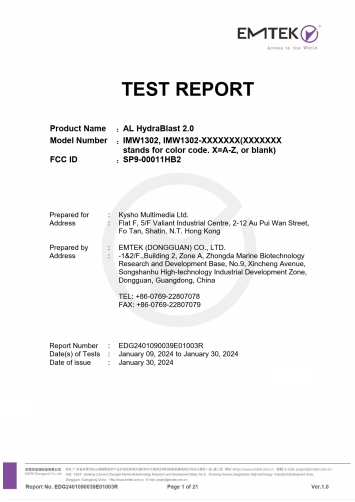 EMTEK
Access to the World
TEST REPORT
Product Name : AL HydraBlast 2.0
Model Number : IMW1302, IMW1302-XXXXXXX(XXXXXXX
stands for color code. X=A-Z, or blank)
FCC ID : SP9-00011HB2
Prepared for : Kysho Multimedia Ltd.
Address : Flat F, 5/F Valiant Industrial Centre, 2-12 Au Pui Wan Street,
Fo Tan, Shatin, N.T. Hong Kong
Prepared by : EMTEK (DONGGUAN) CO., LTD.
Address : -1&2/F.,Building 2, Zone A, Zhongda Marine Biotechnology
Research and Development Base, No.9, Xincheng Avenue,
Songshanhu High-technology Industrial Development Zone,
Dongguan, Guangdong, China
TEL: +86-0769-22807078
FAX: +86-0769-22807079
Report Number : EDG2401090039E01003R
Date(s) of Tests : January 09, 2024 to January 30, 2024
Date of issue : January 30, 2024
Report No. EDG2401090039E01003R Page 1 of 21 Ver.1.0